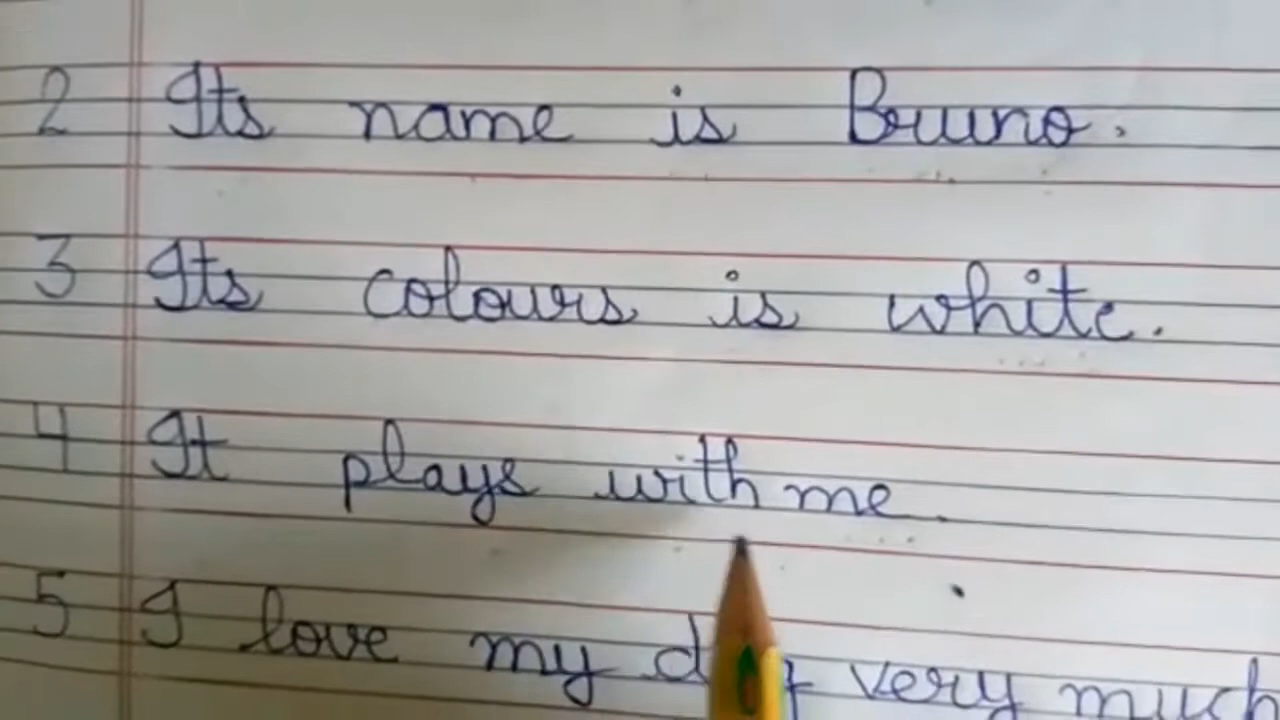 2 Its name is Bruno.
3 Its colours is white.
4 It plays with me.
5 I love my very much